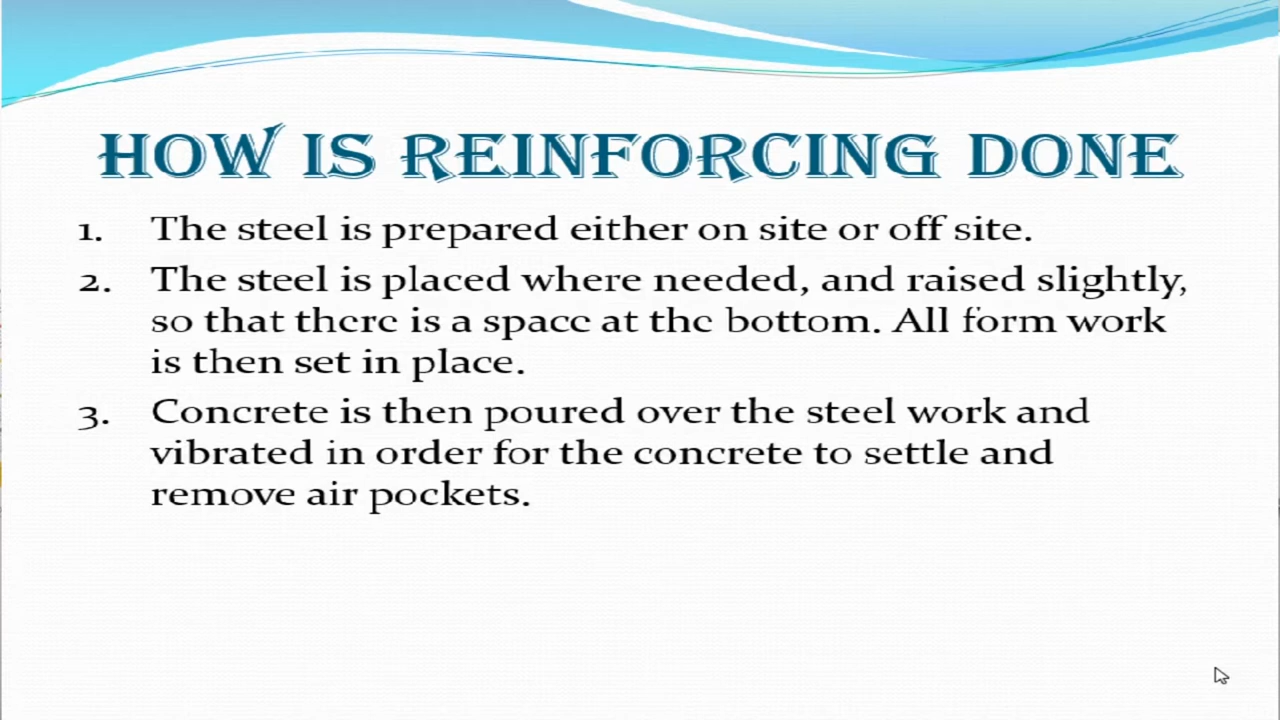 HOW IS REINFORCING DONE
1. The steel is prepared either on site or off site.
2. The steel is placed where needed, and raised slightly,
so that there is a space at the bottom. All form work
is then set in place.
3. Concrete is then poured over the steel work and
vibrated in order for the concrete to settle and
remove air pockets.